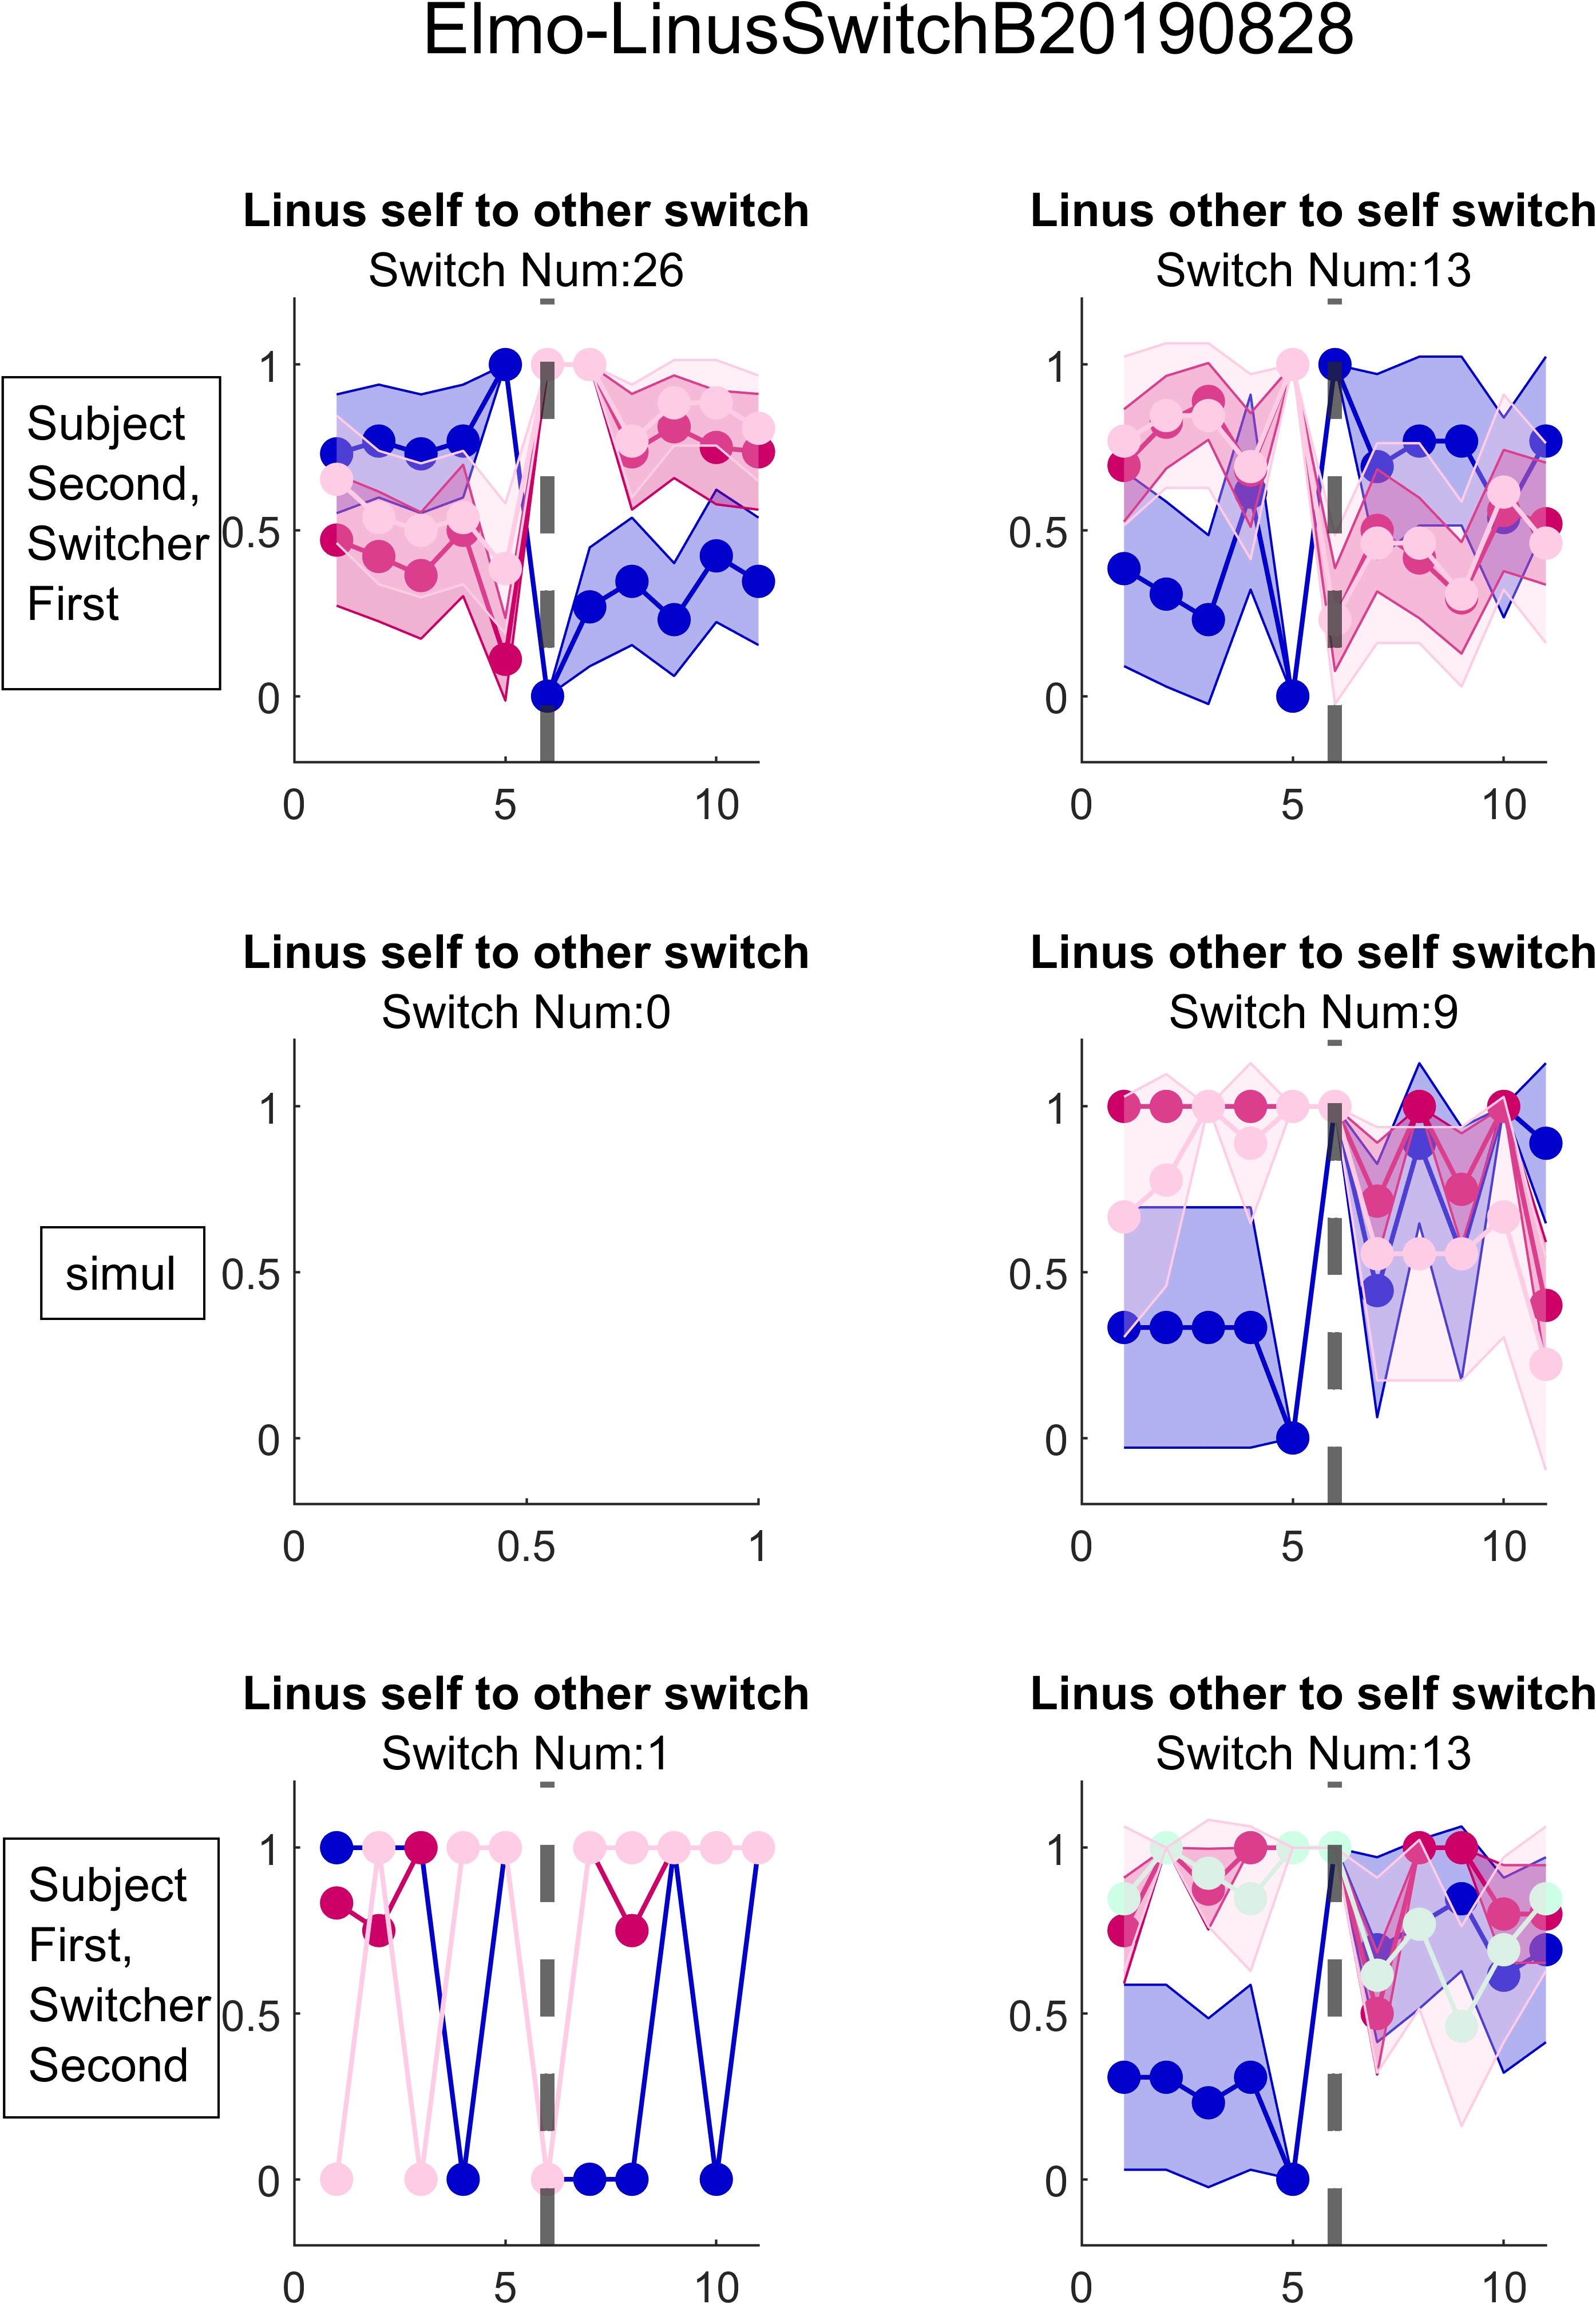 Elmo-LinusSwitchB20190828
Linus self to other switch
Switch Num:26
Linus other to self switch
Switch Num:13
Subject
Second,
Switcher
First
1
0.5
0
0
5
10
1
0.5
0
0
5
10
Linus self to other switch
Switch Num:0
Linus other to self switch
Switch Num:9
simul
1
0.5
0
0
0.5
1
1
0.5
0
0
5
10
Linus self to other switch
Switch Num:1
Linus other to self switch
Switch Num:13
Subject
First,
Switcher
Second
1
0.5
0
0
5
10
1
0.5
0
0
5
10